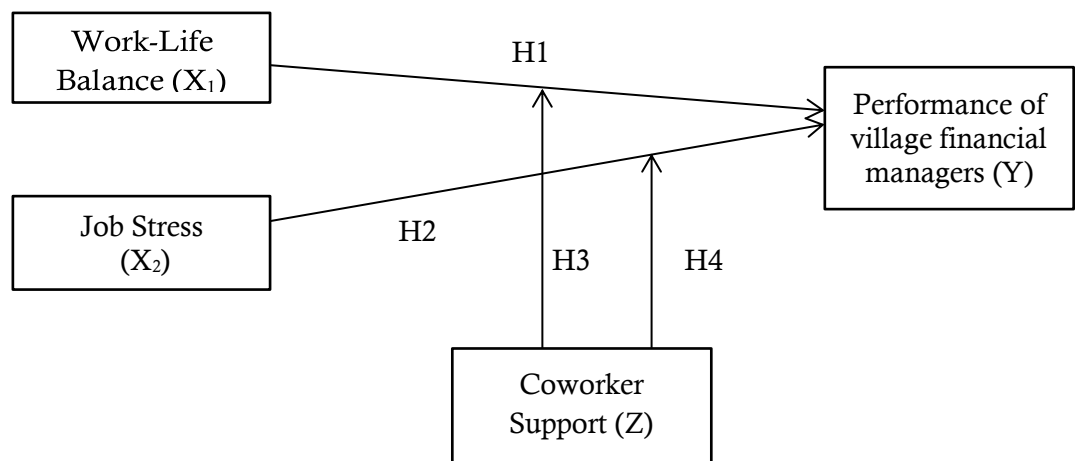 Work-Life
Balance (X₁)
H1
Performance of
village financial
managers (Y)
Job Stress
(X₂)
H2
H3
H4
Coworker
Support (Z)